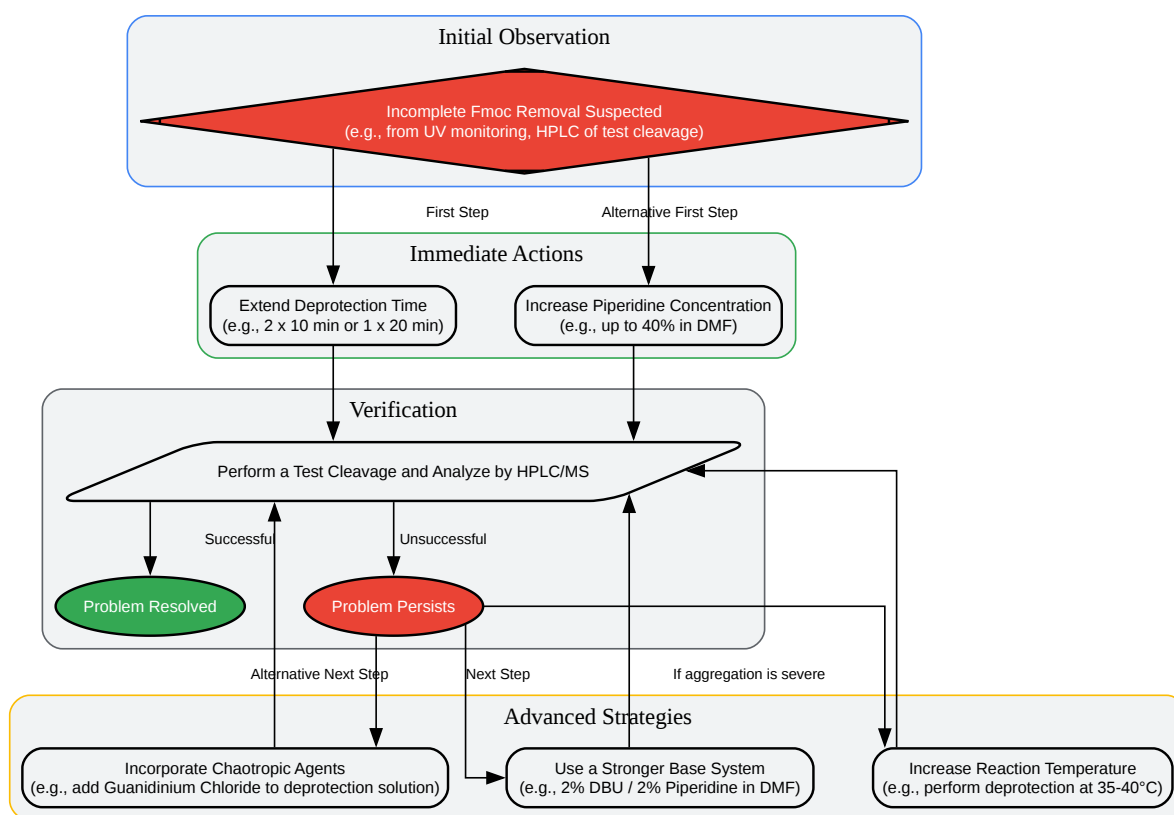 Initial Observation
Incomplete Fmoc Removal Suspected
(e.g., from UV monitoring, HPLC of test cleavage)
First Step
Alternative First Step
Immediate Actions
Extend Deprotection Time
(e.g., 2 x 10 min or 1 x 20 min)
Increase Piperidine Concentration
(e.g., up to 40% in DMF)
Verification
Perform a Test Cleavage and Analyze by HPLC/MS
Successful
Unsuccessful
Problem Resolved
Problem Persists
Alternative Next Step
Next Step
If aggregation is severe
Advanced Strategies
Incorporate Chaotropic Agents
(e.g., add Guanidinium Chloride to deprotection solution)
Use a Stronger Base System
(e.g., 2% DBU / 2% Piperidine in DMF)
Increase Reaction Temperature
(e.g., perform deprotection at 35-40°C)